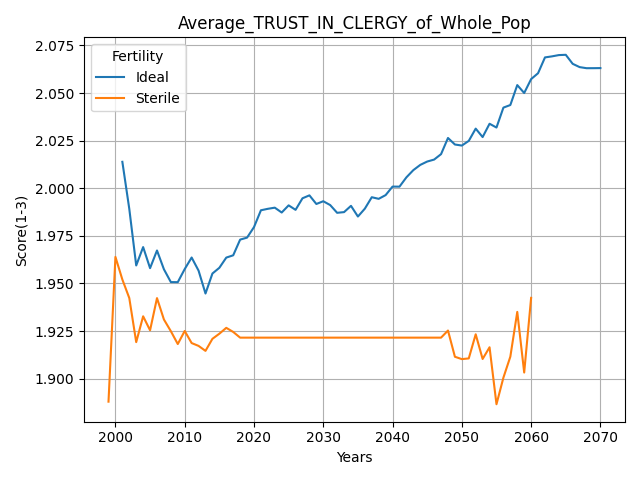 Average_TRUST_IN_CLERGY_of_Whole_Pop
Fertility
Ideal
Sterile
Score(1-3)
2.075
2.050
2.025
2.000
1.975
1.950
1.925
1.900
2000 2010 2020 2030 2040 2050 2060 2070
Years